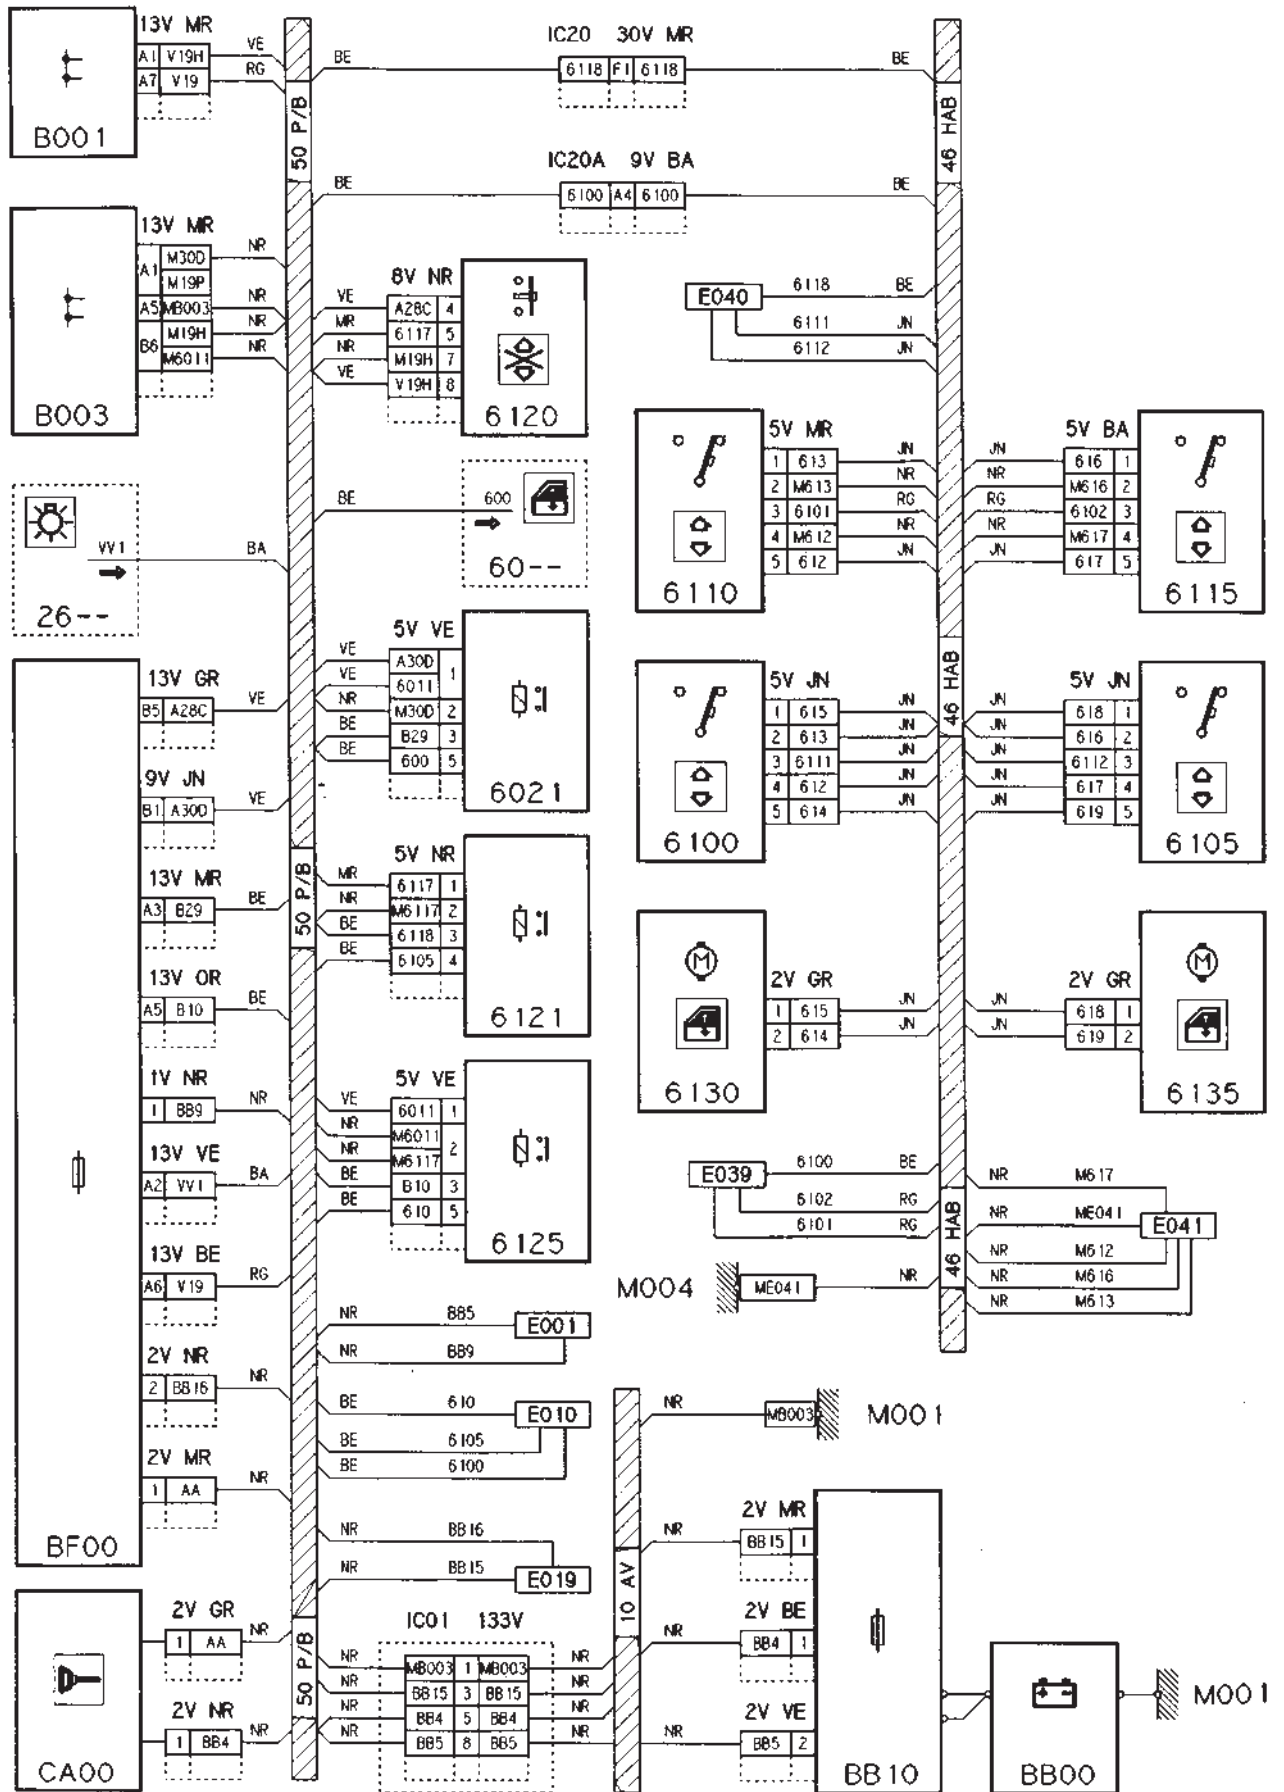 13V MR
A1 V19H VE
A7 V19 RG
B001
50 P/B
BE
IC20 30V MR
6118 F1 6118
BE
46 HAB
BE
IC20A 9V BA
6100 A4 6100
BE
13V MR
A1 M30D NR
M19P
A5 MB003 NR
B6 M19H NR
M6011 NR
B003
8V NR
VE A28C 4
MR 6117 5
NR M19H 7
VE V19H 8
6120
E040
6118 BE
6111 JN
6112 JN
VV1
BA
26--
BE
600
60--
5V MR
1 613 JN
2 M613 NR
3 6101 RG
4 M612 NR
5 612 JN
6110
5V BA
JN 616 1
NR M616 2
RG 6102 3
NR M617 4
JN 617 5
6115
46 HAB
5V VE
VE A30D 1
VE 6011
NR M30D 2
BE B29 3
BE 600 5
6021
5V JN
1 615 JN
2 613 JN
3 6111 JN
4 612 JN
5 614 JN
6100
5V JN
JN 618 1
JN 616 2
JN 6112 3
JN 617 4
JN 619 5
6105
13V GR
B5 A28C VE
9V JN
B1 A30D VE
13V MR
A3 B29 BE
13V OR
A5 B10 BE
1V NR
1 BB9 NR
13V VE
A2 VV1 BA
13V BE
A6 V19 RG
2V NR
2 BB16 NR
2V MR
1 AA NR
BF00
50 P/B
5V NR
MR 6117 1
NR M6117 2
BE 6118 3
BE 6105 4
6121
2V GR
1 615 JN
2 614 JN
6130
2V GR
JN 618 1
JN 619 2
6135
5V VE
VE 6011 1
NR M6011 2
NR M6117
BE B10 3
BE 610 5
6125
E039
6100 BE
6102 RG
6101 RG
46 HAB
NR M617
NR ME041
E041
NR M612
NR M616
NR M613
M004
ME041
NR
NR BB5
E001
NR BB9
BE 610
E010
BE 6105
BE 6100
NR BB16
NR BB15
E019
NR
MB003
M001
10 AV
2V GR
1 AA NR
2V NR
1 BB4 NR
CA00
50 P/B
IC01 133V
NR MB003 1 MB003 NR
NR BB15 3 BB15 NR
NR BB4 5 BB4 NR
NR BB5 8 BB5 NR
2V MR
NR BB15 1
2V BE
NR BB4 1
2V VE
NR BB5 2
BB10
BB00
M001
M
M